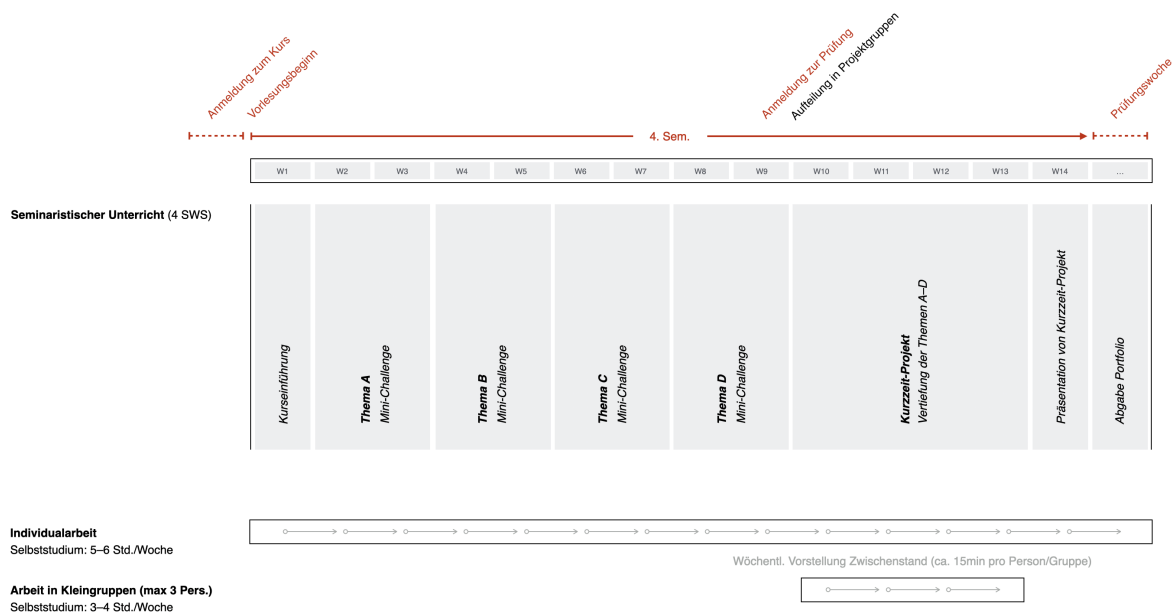 Anmeldung zum Kurs
Vorlesungsbeginn
Anmeldung zur Prüfung
Aufteilung in Projektgruppen
Prüfungswoche
4. Sem.
W1 W2 W3 W4 W5 W6 W7 W8 W9 W10 W11 W12 W13 W14 ...
Seminaristischer Unterricht (4 SWS)
Kurseinführung
Thema A
Mini-Challenge
Thema B
Mini-Challenge
Thema C
Mini-Challenge
Thema D
Mini-Challenge
Kurzzeit-Projekt
Vertiefung der Themen A–D
Präsentation von Kurzzeit-Projekt
Abgabe Portfolio
Individualarbeit
Selbststudium: 5–6 Std./Woche
Wöchentl. Vorstellung Zwischenstand (ca. 15min pro Person/Gruppe)
Arbeit in Kleingruppen (max 3 Pers.)
Selbststudium: 3–4 Std./Woche